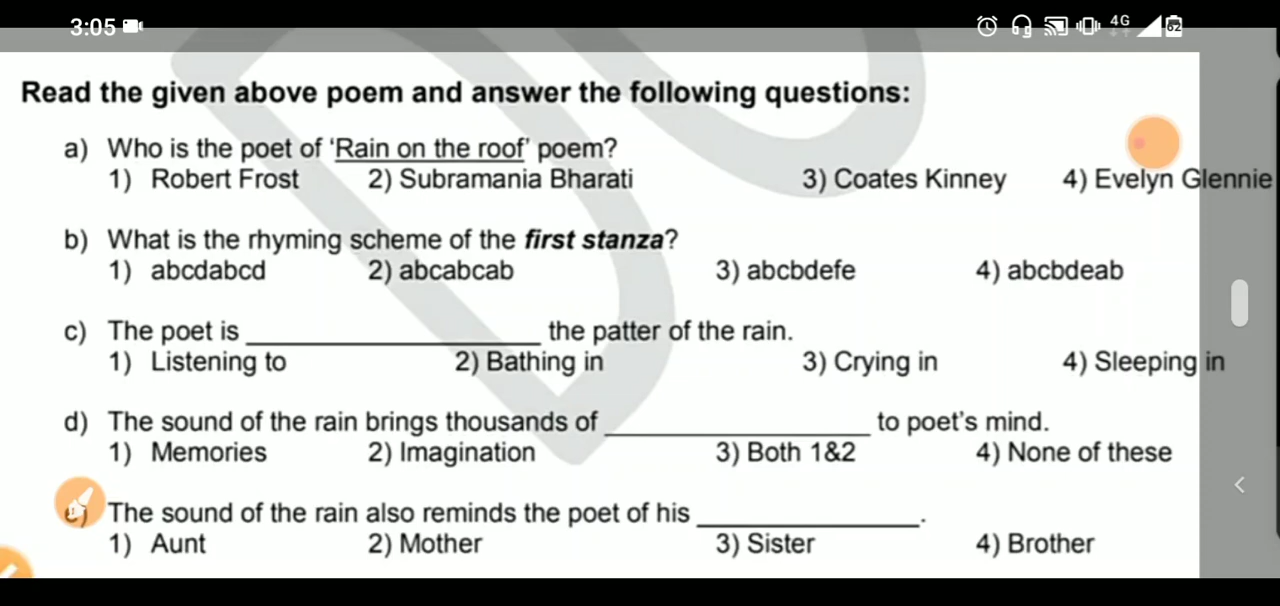 3:05 4G 62
Read the given above poem and answer the following questions:
a) Who is the poet of ‘Rain on the roof’ poem?
1) Robert Frost 2) Subramania Bharati 3) Coates Kinney 4) Evelyn Glennie
b) What is the rhyming scheme of the first stanza?
1) abcdabcd 2) abcabcab 3) abcbdefe 4) abcbdeab
c) The poet is ____________________ the patter of the rain.
1) Listening to 2) Bathing in 3) Crying in 4) Sleeping in
d) The sound of the rain brings thousands of __________________ to poet’s mind.
1) Memories 2) Imagination 3) Both 1&2 4) None of these
e) The sound of the rain also reminds the poet of his _______________.
1) Aunt 2) Mother 3) Sister 4) Brother